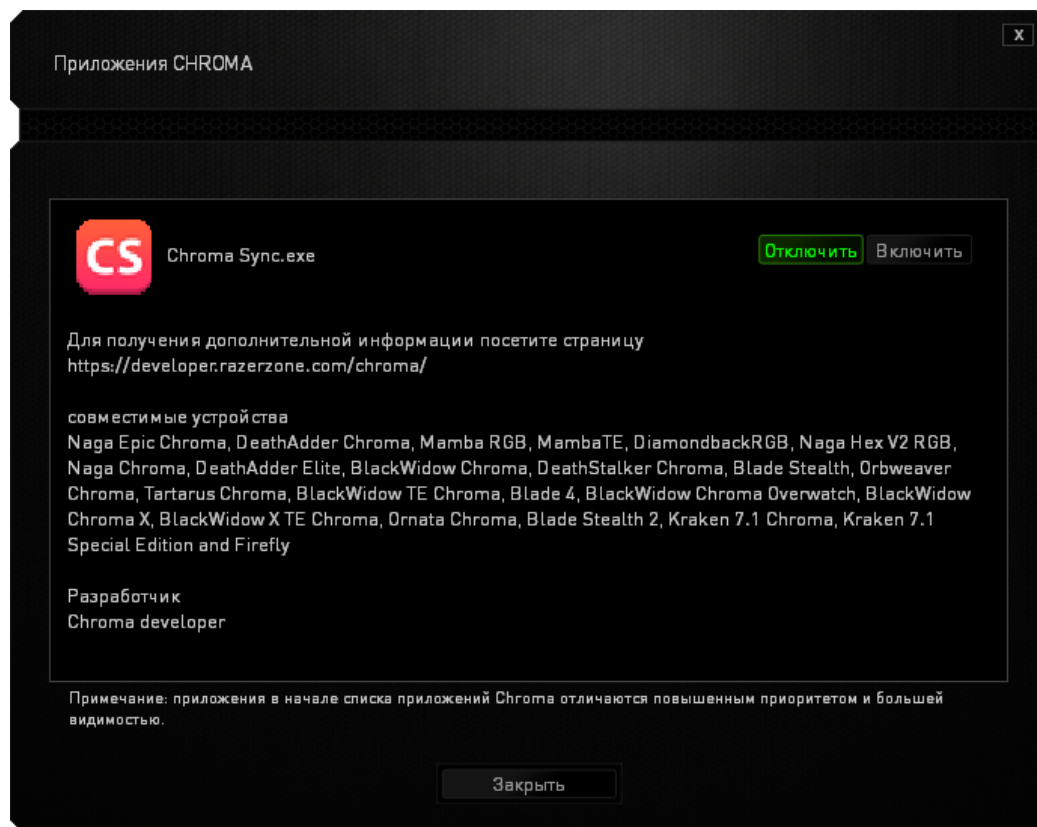 X
Приложения CHROMA
CS
Chroma Sync.exe
Отключить
Включить
Для получения дополнительной информации посетите страницу
https://developer.razerzone.com/chroma/
совместимые устройства
Naga Epic Chroma, DeathAdder Chroma, Mamba RGB, MambaTE, DiamondbackRGB, Naga Hex V2 RGB,
Naga Chroma, DeathAdder Elite, BlackWidow Chroma, DeathStalker Chroma, Blade Stealth, Orbweaver
Chroma, Tartarus Chroma, BlackWidow TE Chroma, Blade 4, BlackWidow Chroma Overwatch, BlackWidow
Chroma X, BlackWidow X TE Chroma, Ornata Chroma, Blade Stealth 2, Kraken 7.1 Chroma, Kraken 7.1
Special Edition and Firefly
Разработчик
Chroma developer
Примечание: приложения в начале списка приложений Chroma отличаются повышенным приоритетом и большей
видимостью.
Закрыть